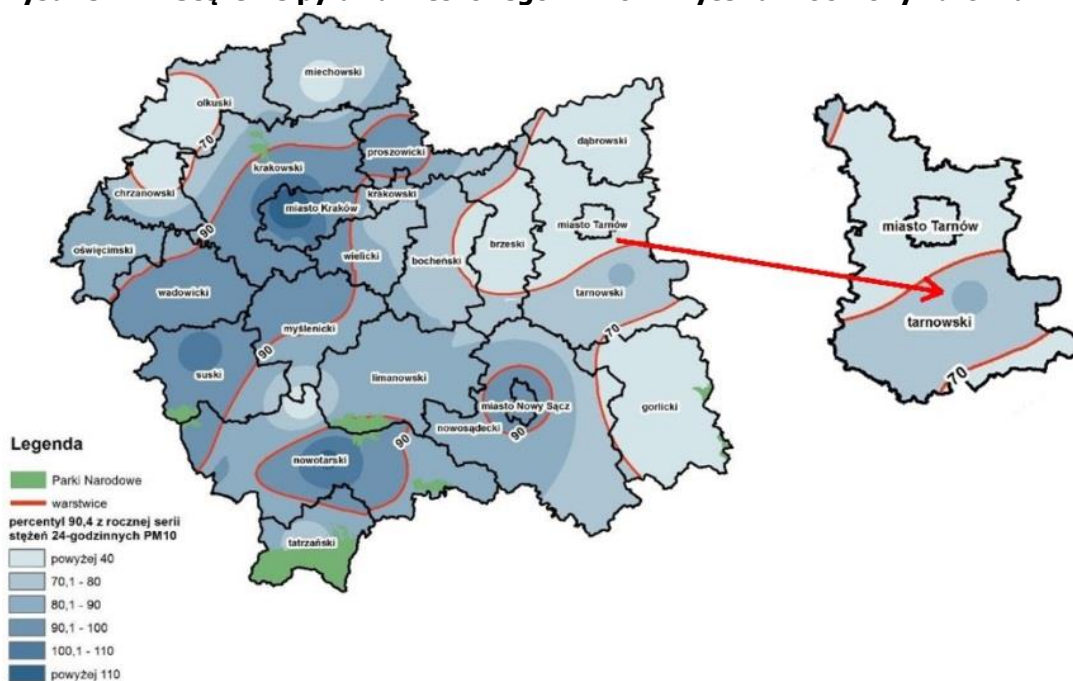 miechowski
olkuski
70
krakowski
proszowicki
dąbrowski
chrzanowski
miasto Kraków
krakowski
miasto Tarnów
90
oświęcimski
wielicki
bocheński
brzeski
wadowicki
tarnowski
myślenicki
90
70
suski
limanowski
miasto Nowy Sącz
gorlicki
90
nowosądecki
90
nowotarski
tatrzański
miasto Tarnów
tarnowski
70
Legenda
Parki Narodowe
warstwice
percentyl 90,4 z rocznej serii
stężeń 24-godzinnych PM10
powyżej 40
70,1 - 80
80,1 - 90
90,1 - 100
100,1 - 110
powyżej 110